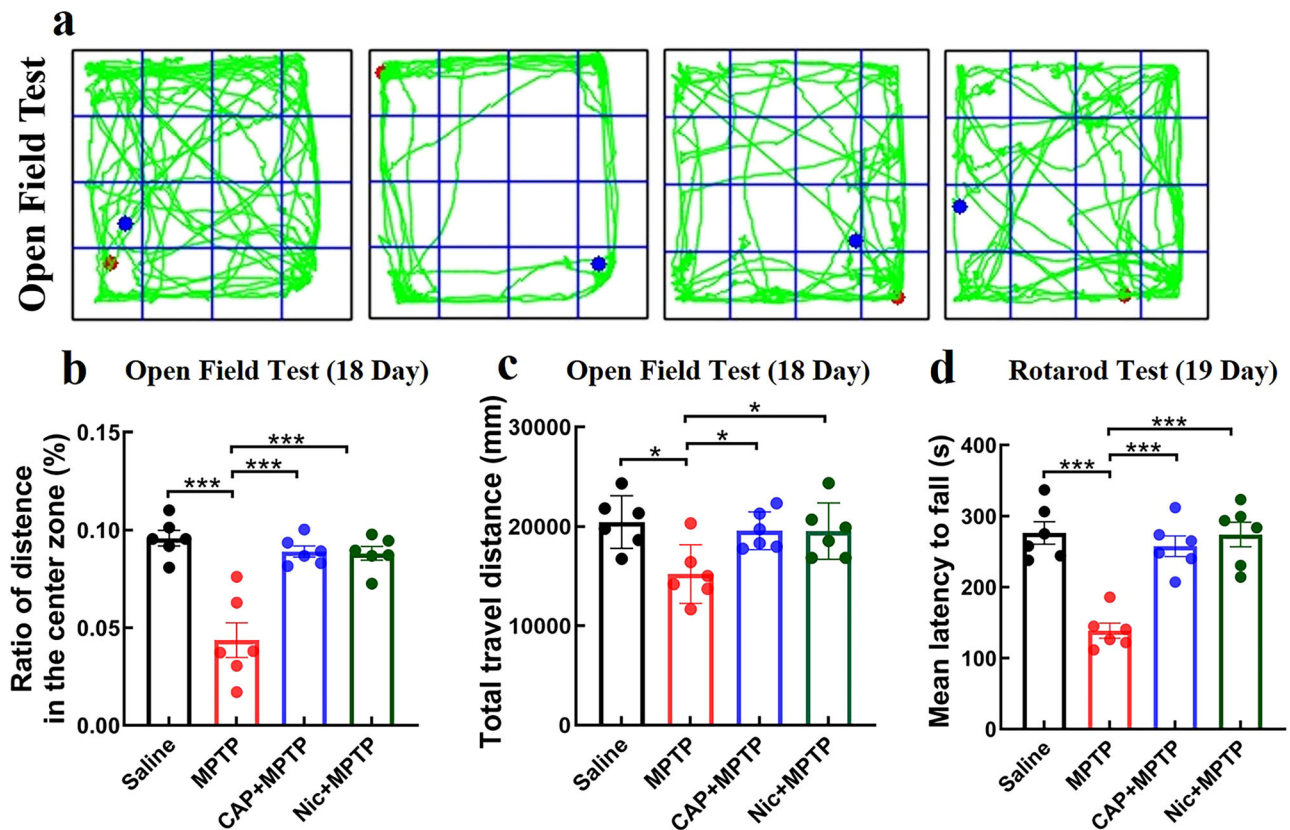 a
Open Field Test
b Open Field Test (18 Day)
Ratio of distence
in the center zone (%)
0.15
0.10
0.05
0.00
***
***
***
Saline
MPTP
CAP+MPTP
Nic+MPTP
c Open Field Test (18 Day)
Total travel distance (mm)
30000
20000
10000
0
*
*
*
Saline
MPTP
CAP+MPTP
Nic+MPTP
d Rotarod Test (19 Day)
Mean latency to fall (s)
400
300
200
100
0
***
***
***
Saline
MPTP
CAP+MPTP
Nic+MPTP